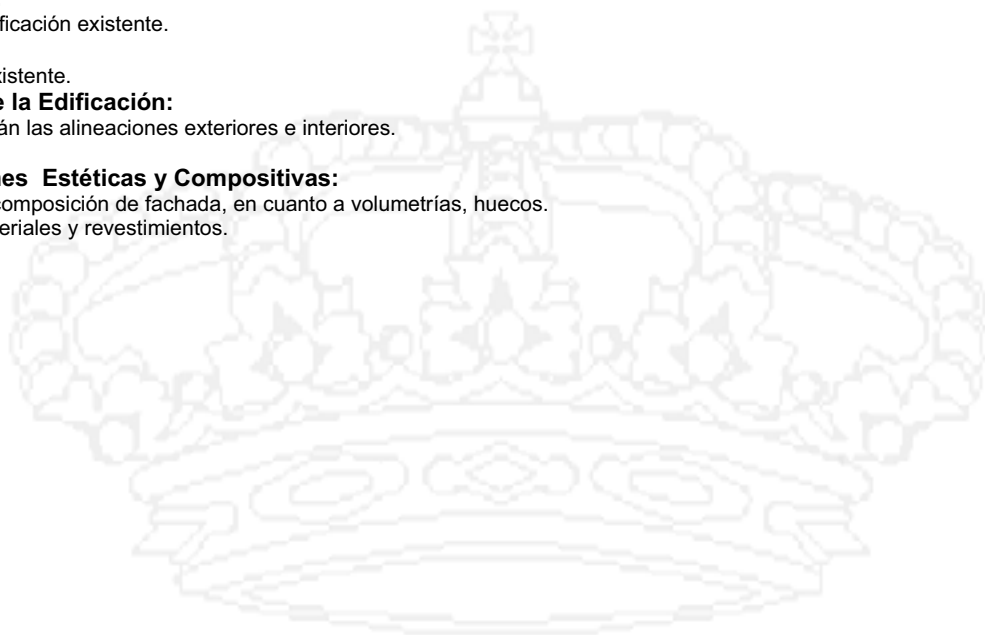 ficación existente.
xistente.
e la Edificación:
án las alineaciones exteriores e interiores.
nes Estéticas y Compositivas:
composición de fachada, en cuanto a volumetrías, huecos.
eriales y revestimientos.